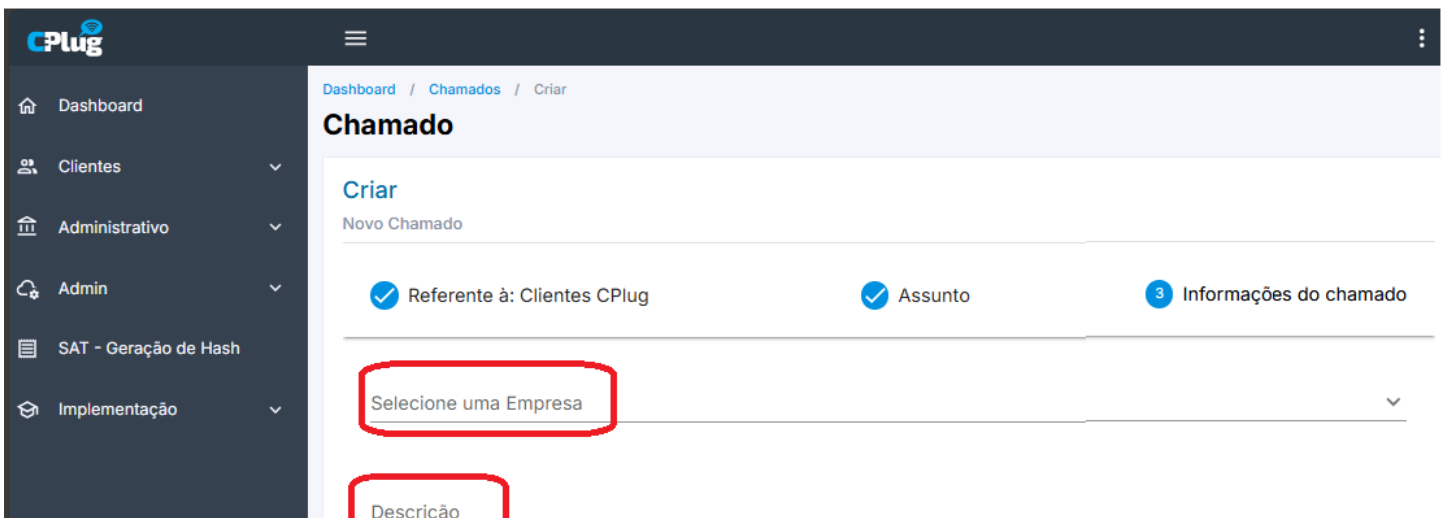 CPlug
Dashboard
Clientes
Administrativo
Admin
SAT - Geração de Hash
Implementação
Dashboard / Chamados / Criar
Chamado
Criar
Novo Chamado
Referente à: Clientes CPlug
Assunto
3 Informações do chamado
Selecione uma Empresa
Descrição